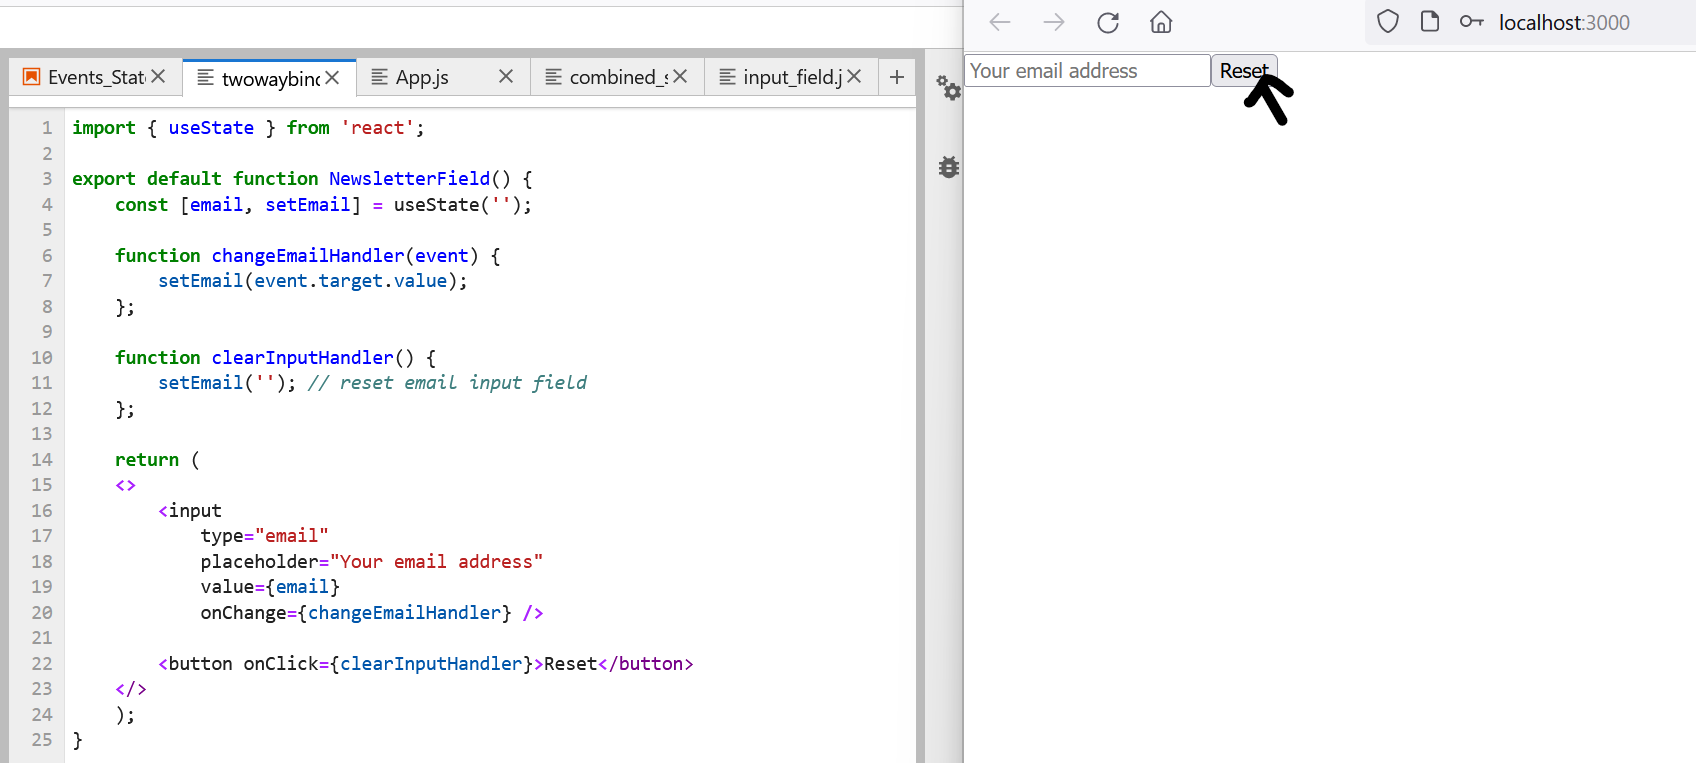 Events_Stat
twowaybinc
App.js
combined_s
input_field.j
1 import { useState } from 'react';
2
3 export default function NewsletterField() {
4     const [email, setEmail] = useState('');
5
6     function changeEmailHandler(event) {
7         setEmail(event.target.value);
8     };
9
10     function clearInputHandler() {
11         setEmail(''); // reset email input field
12     };
13
14     return (
15     <>
16         <input
17             type="email"
18             placeholder="Your email address"
19             value={email}
20             onChange={changeEmailHandler} />
21
22         <button onClick={clearInputHandler}>Reset</button>
23     </>
24     );
25 }
localhost:3000
Your email address
Reset